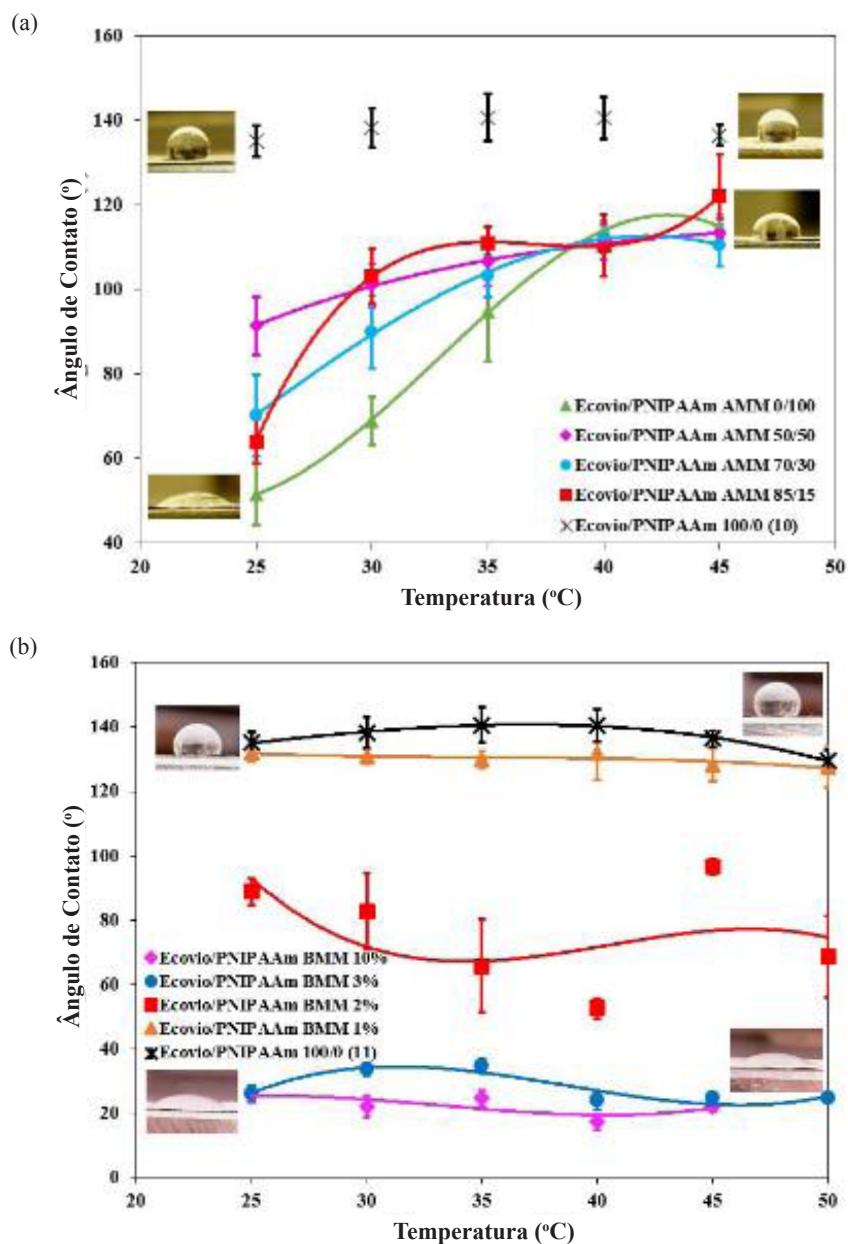 (a)
160
140
120
100
80
60
40
Ângulo de Contato (º)
Ecovio/PNIPAAm AMM 0/100
Ecovio/PNIPAAm AMM 50/50
Ecovio/PNIPAAm AMM 70/30
Ecovio/PNIPAAm AMM 85/15
Ecovio/PNIPAAm 100/0 (10)
20 25 30 35 40 45 50
Temperatura (ºC)
(b)
160
140
120
100
80
60
40
20
0
Ângulo de Contato (º)
Ecovio/PNIPAAm BMM 10%
Ecovio/PNIPAAm BMM 3%
Ecovio/PNIPAAm BMM 2%
Ecovio/PNIPAAm BMM 1%
Ecovio/PNIPAAm 100/0 (11)
20 25 30 35 40 45 50
Temperatura (ºC)